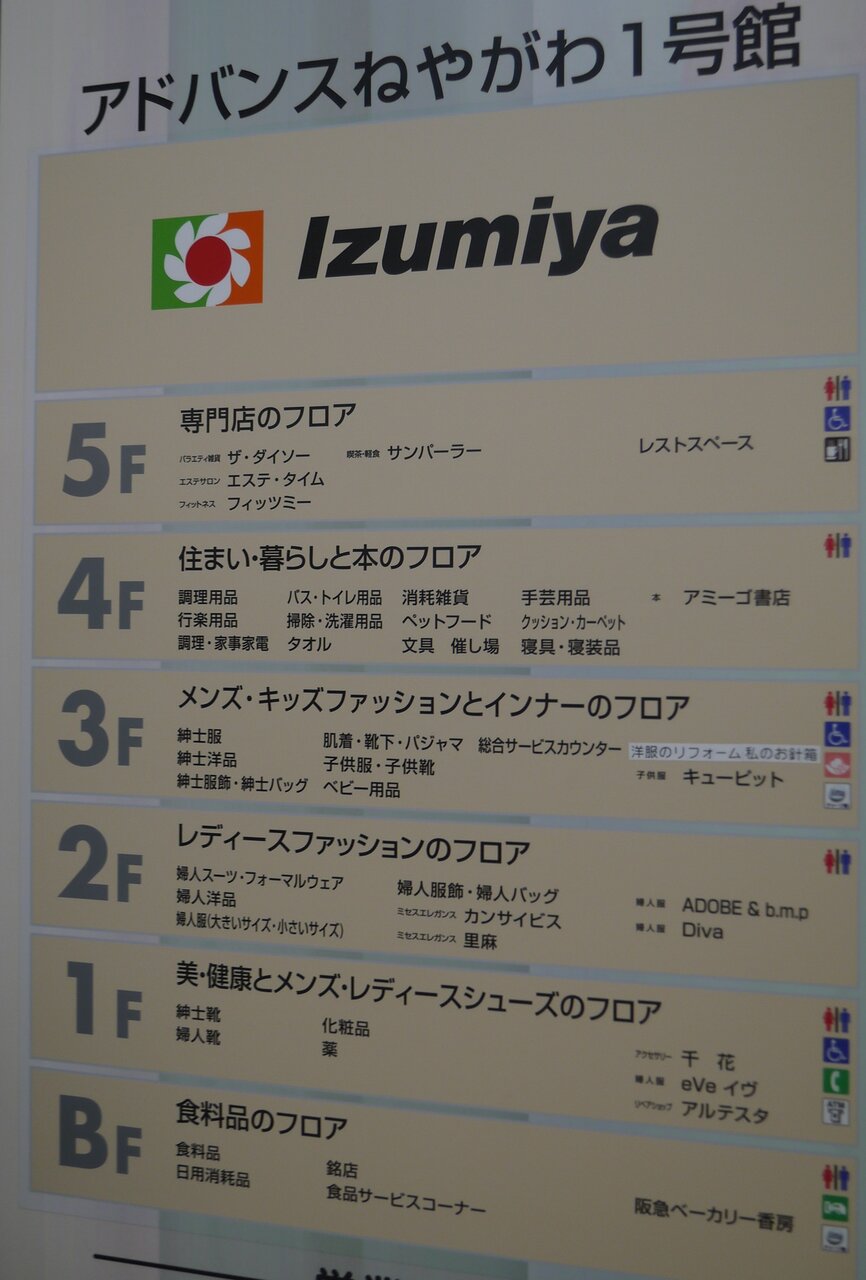 アドバンスねやがわ1号館
Izumiya
5F 専門店のフロア
バラエティ雑貨 ザ・ダイソー 喫茶・軽食 サンパーラー レストスペース
エステサロン エステ・タイム
フィットネス フィッツミー
4F 住まい・暮らしと本のフロア
調理用品 バス・トイレ用品 消耗雑貨 手芸用品 本 アミーゴ書店
行楽用品 掃除・洗濯用品 ペットフード クッション・カーペット
調理・家事家電 タオル 文具 催し場 寝具・寝装品
3F メンズ・キッズファッションとインナーのフロア
紳士服 肌着・靴下・パジャマ 総合サービスカウンター 洋服のリフォーム 私のお針箱
紳士洋品 子供服・子供靴 子供服 キューピット
紳士服飾・紳士バッグ ベビー用品
2F レディースファッションのフロア
婦人スーツ・フォーマルウェア 婦人服飾・婦人バッグ 婦人服 ADOBE & b.m.p
婦人洋品 ミセスエレガンス カンサイビス 婦人服 Diva
婦人服(大きいサイズ・小さいサイズ) ミセスエレガンス 里麻
1F 美・健康とメンズ・レディースシューズのフロア
紳士靴 化粧品 アクセサリー 千花
婦人靴 薬 婦人服 eVe イヴ
リペアショップ アルテスタ
ATM
BF 食料品のフロア
食料品 銘店 阪急ベーカリー香房
日用消耗品 食品サービスコーナー